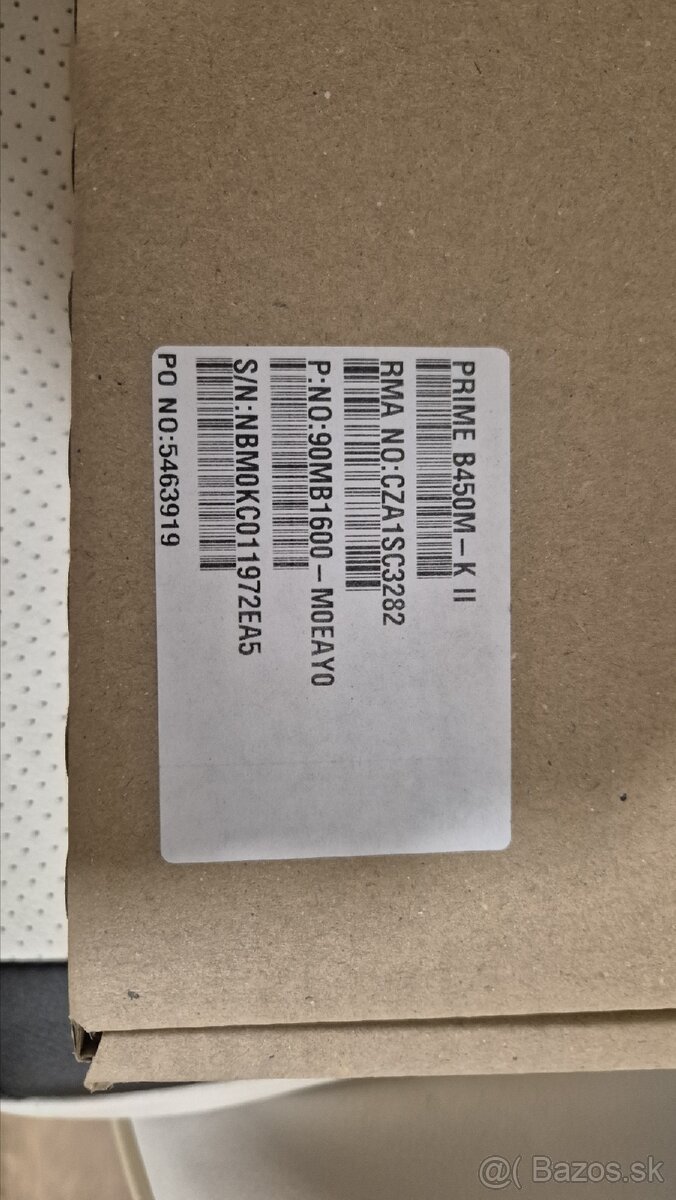 PRIME B450M-K II
RMA NO:CZA1SC3282
P:NO:90MB1600-M0EAY0
S/N:NBM0KC011972EA5
PO NO:5463919
@( Bazos.sk